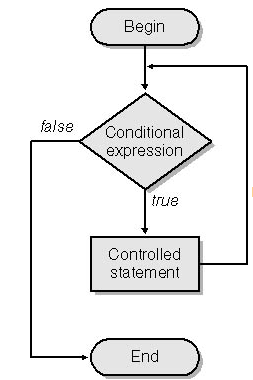 Begin
false
Conditional
expression
true
Controlled
statement
End